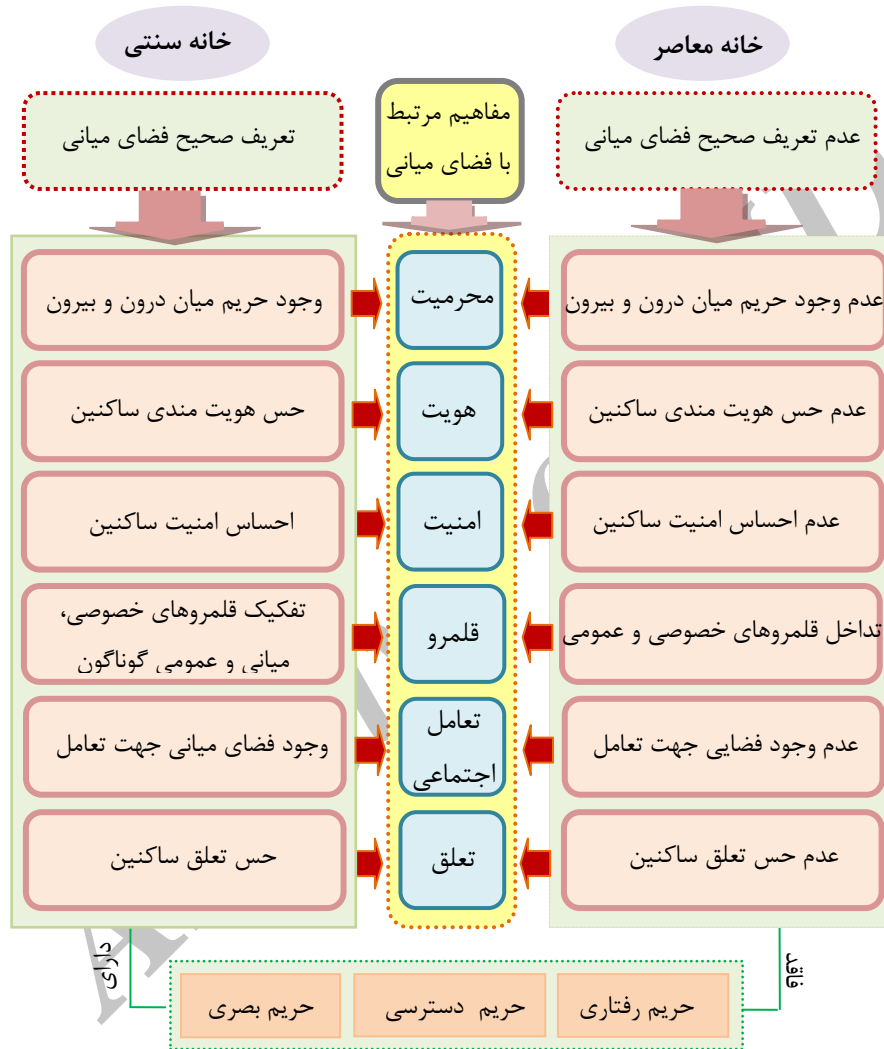 خانه معاصر
خانه سنتی
عدم تعریف صحیح فضای میانی
مفاهیم مرتبط
با فضای میانی
تعریف صحیح فضای میانی
عدم وجود حریم میان درون و بیرون
محرمیت
وجود حریم میان درون و بیرون
عدم حس هویت مندی ساکنین
هویت
حس هویت مندی ساکنین
عدم احساس امنیت ساکنین
امنیت
احساس امنیت ساکنین
تداخل قلمروهای خصوصی و عمومی
قلمرو
تفکیک قلمروهای خصوصی،
میانی و عمومی گوناگون
عدم وجود فضایی جهت تعامل
تعامل
اجتماعی
وجود فضای میانی جهت تعامل
عدم حس تعلق ساکنین
تعلق
حس تعلق ساکنین
فاقد
دارای
حریم رفتاری
حریم دسترسی
حریم بصری